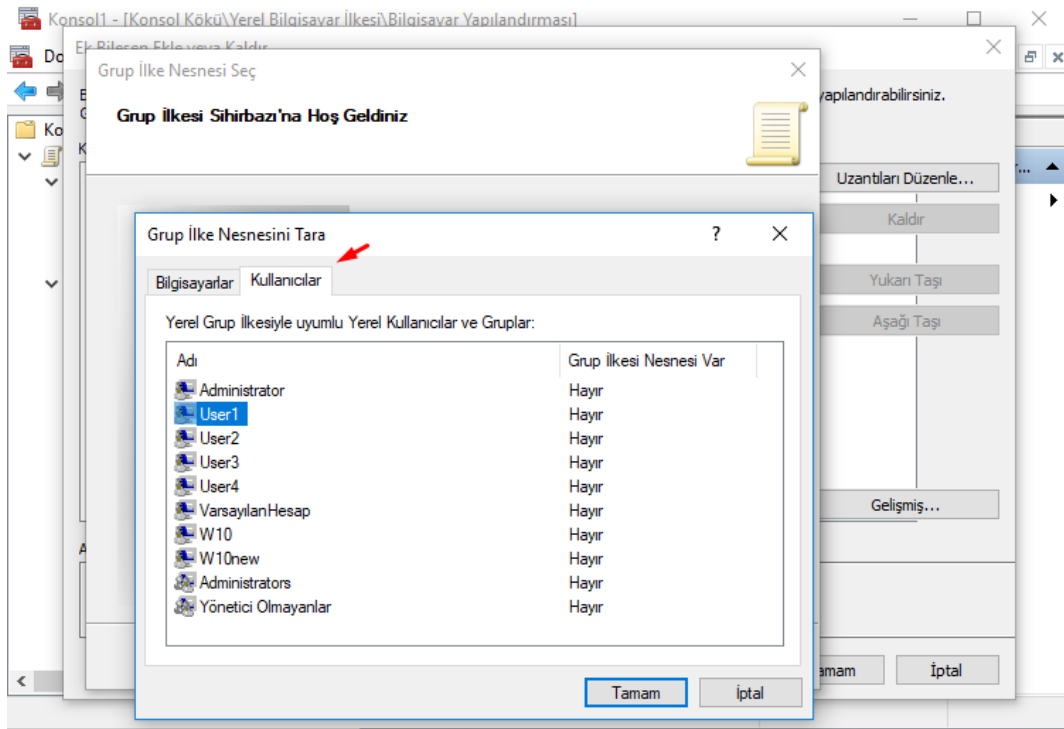 Konsol1 - [Konsol Kökü\Yerel Bilgisayar İlkesi\Bilgisayar Yapılandırması]
Ek Bileşen Ekle veya Kaldır
Grup İlke Nesnesi Seç
yapılandırabilirsiniz.
Grup İlkesi Sihirbazı'na Hoş Geldiniz
Uzantıları Düzenle...
Kaldır
Grup İlke Nesnesini Tara
Bilgisayarlar
Kullanıcılar
Yukarı Taşı
Yerel Grup İlkesiyle uyumlu Yerel Kullanıcılar ve Gruplar:
Aşağı Taşı
Adı Grup İlkesi Nesnesi Var
Administrator Hayır
User1 Hayır
User2 Hayır
User3 Hayır
User4 Hayır
VarsayılanHesap Hayır
W10 Hayır
W10new Hayır
Administrators Hayır
Yönetici Olmayanlar Hayır
Gelişmiş...
Tamam İptal
İptal